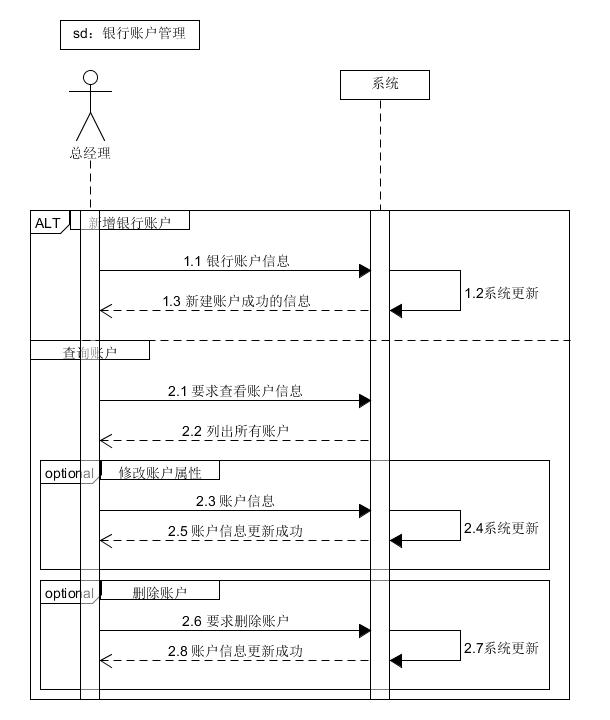 sd：银行账户管理
系统
总经理
ALT
新增银行账户
1.1 银行账户信息
1.2系统更新
1.3 新建账户成功的信息
查询账户
2.1 要求查看账户信息
2.2 列出所有账户
optional
修改账户属性
2.3 账户信息
2.4系统更新
2.5 账户信息更新成功
optional
删除账户
2.6 要求删除账户
2.7系统更新
2.8 账户信息更新成功